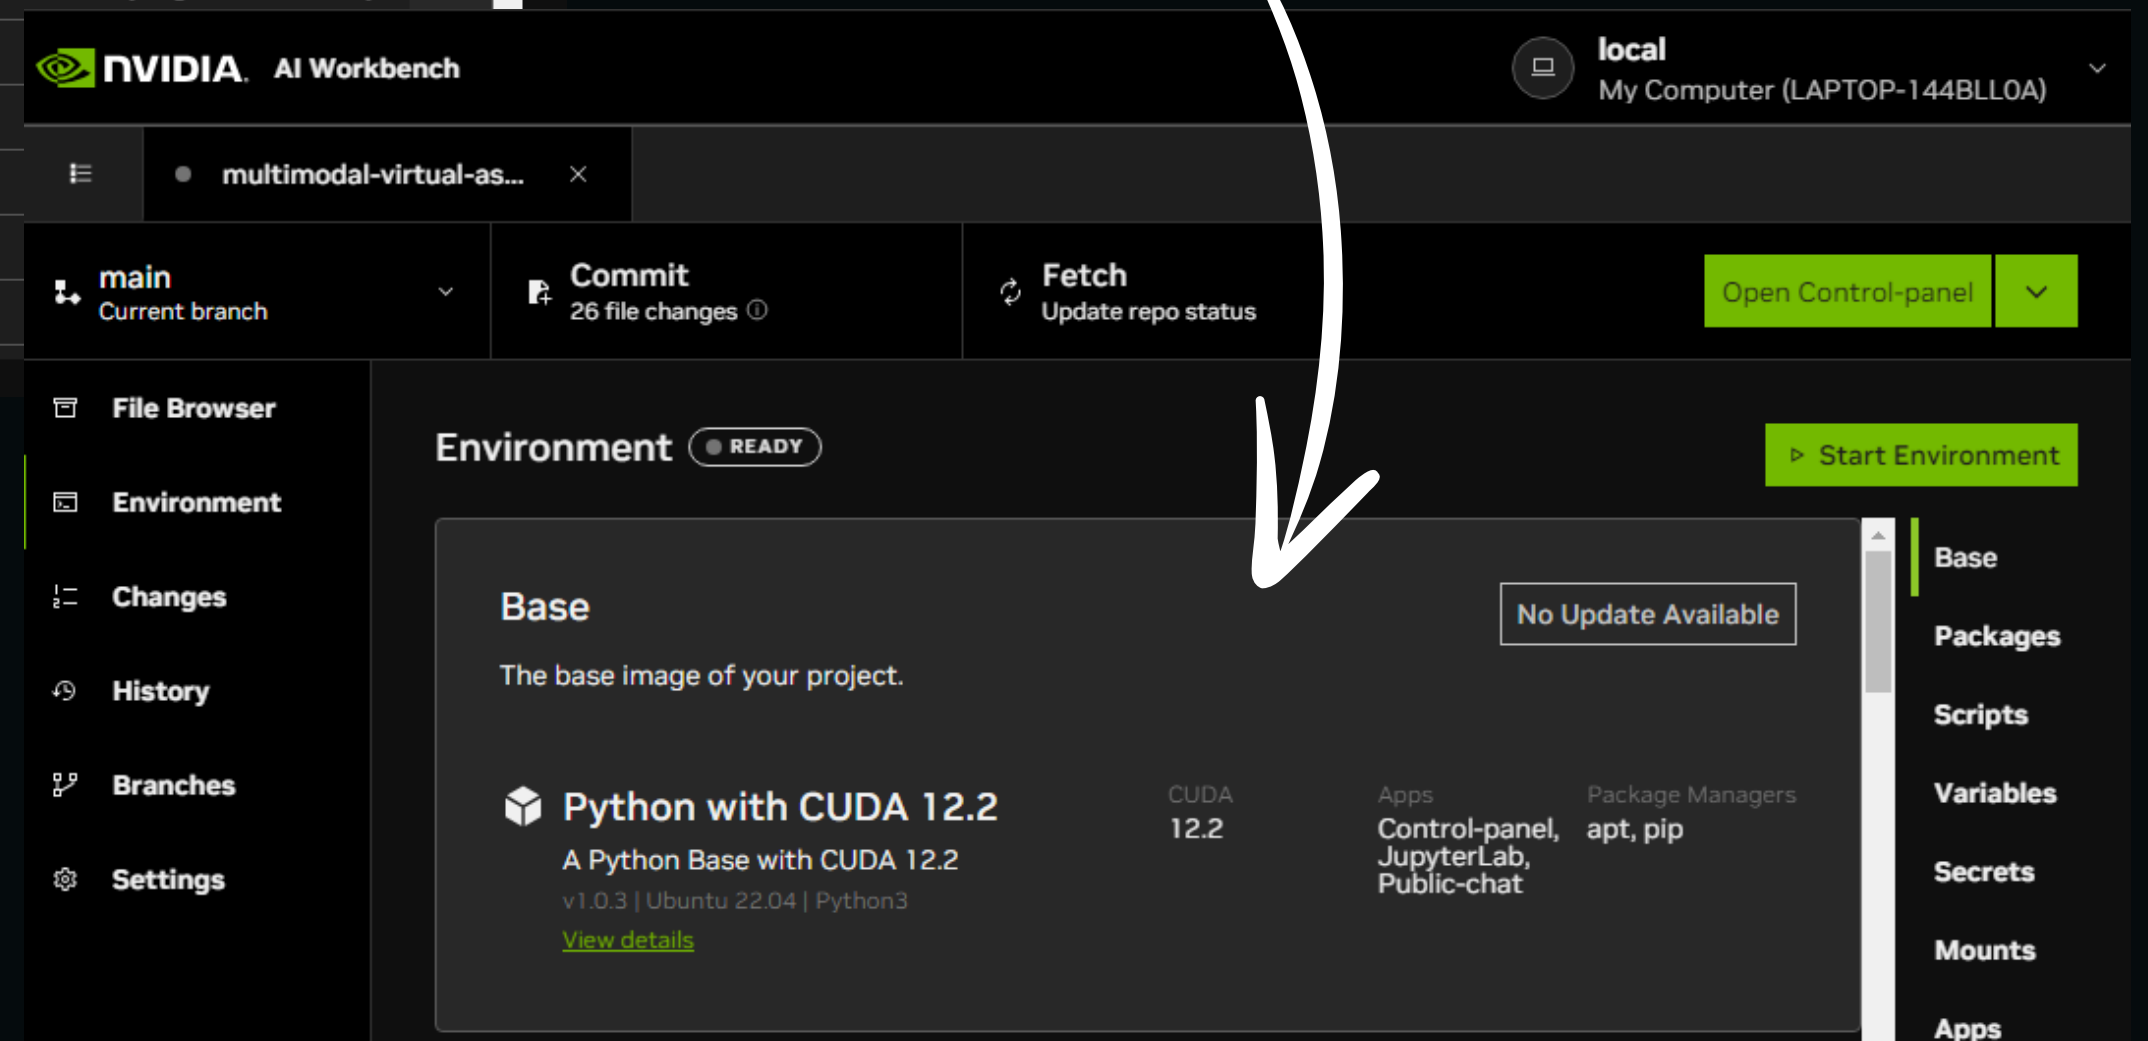 NVIDIA. AI Workbench
local
My Computer (LAPTOP-144BLL0A)
multimodal-virtual-as...
main
Current branch
Commit
26 file changes
Fetch
Update repo status
Open Control-panel
File Browser
Environment
Changes
History
Branches
Settings
Environment
READY
Start Environment
Base
No Update Available
The base image of your project.
Python with CUDA 12.2
A Python Base with CUDA 12.2
v1.0.3 | Ubuntu 22.04 | Python3
View details
CUDA
12.2
Apps
Control-panel,
JupyterLab,
Public-chat
Package Managers
apt, pip
Base
Packages
Scripts
Variables
Secrets
Mounts
Apps